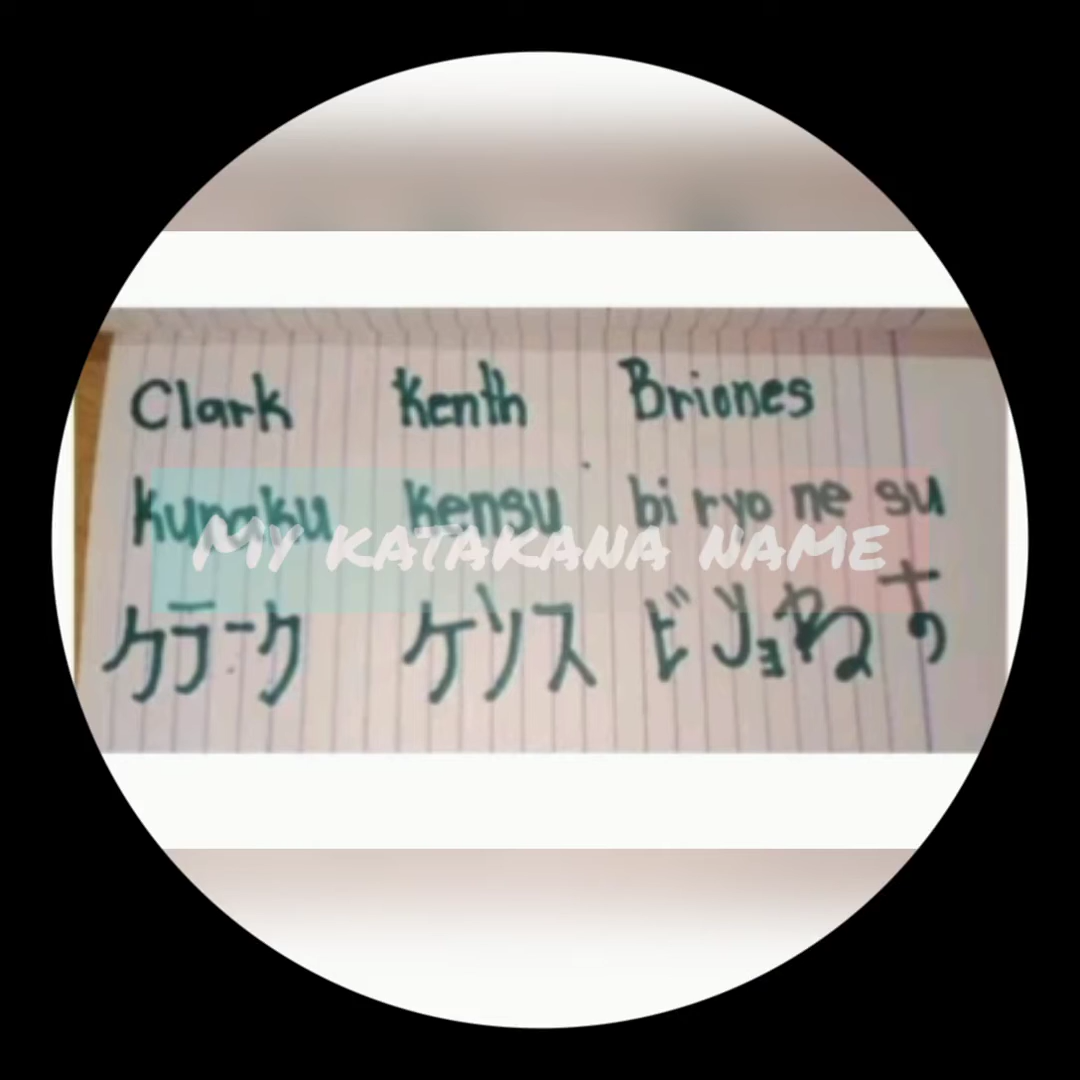 Clark Kenth Briones
Kuraku Kensu bi ryo ne su
My katakana name
クラーク ケンス ビリョねす